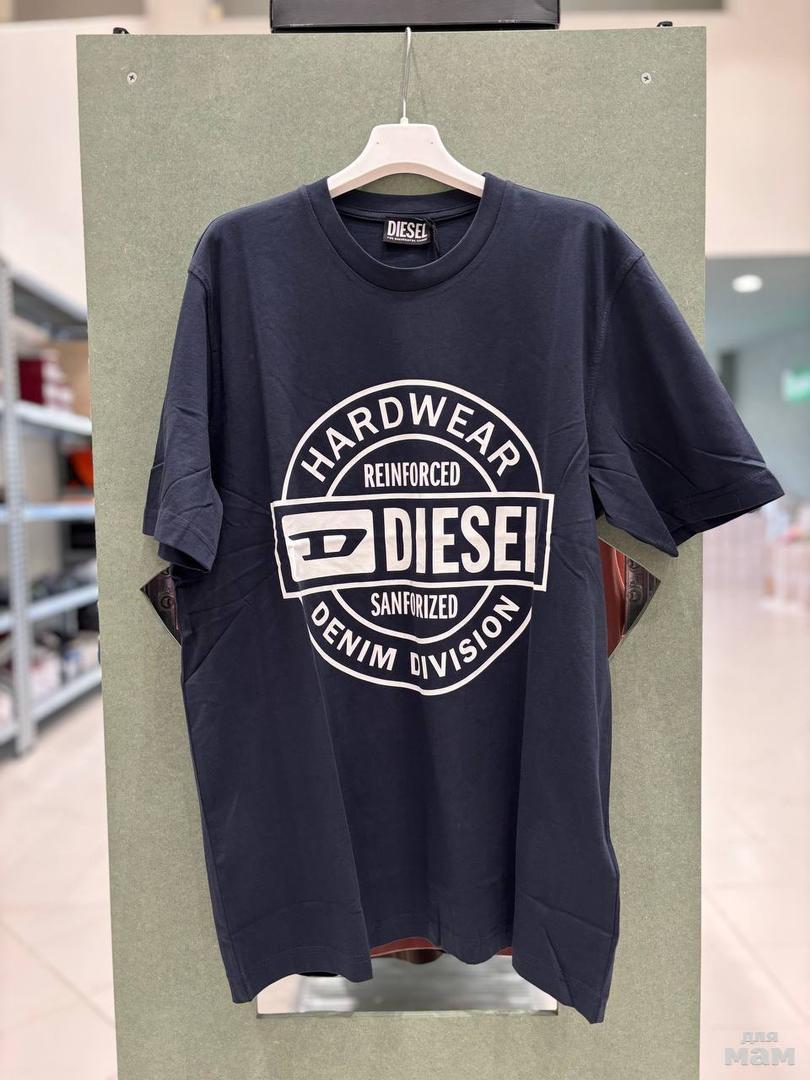 DIESEL
HARDWEAR
REINFORCED
D DIESEL
SANFORIZED
DENIM DIVISION
для
мам